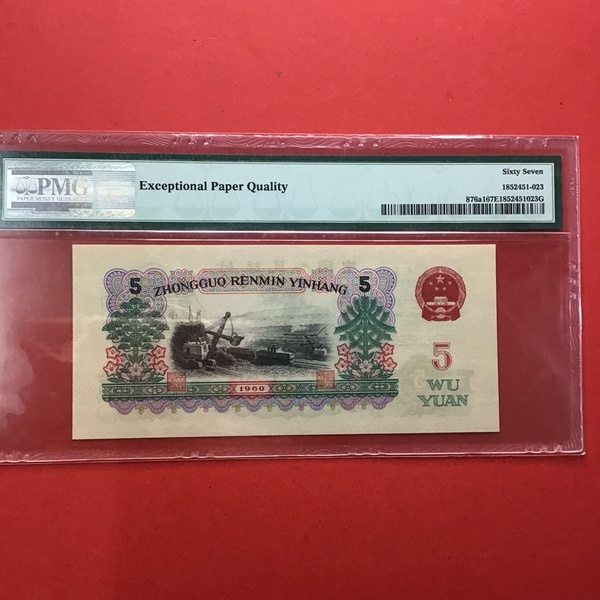 PMG
PAPER MONEY GUARANTY
Exceptional Paper Quality
Sixty Seven
1852451-023
876a167E1852451023G
5
ZHONGGUO RENMIN YINHANG
5
5
WU
YUAN
1960